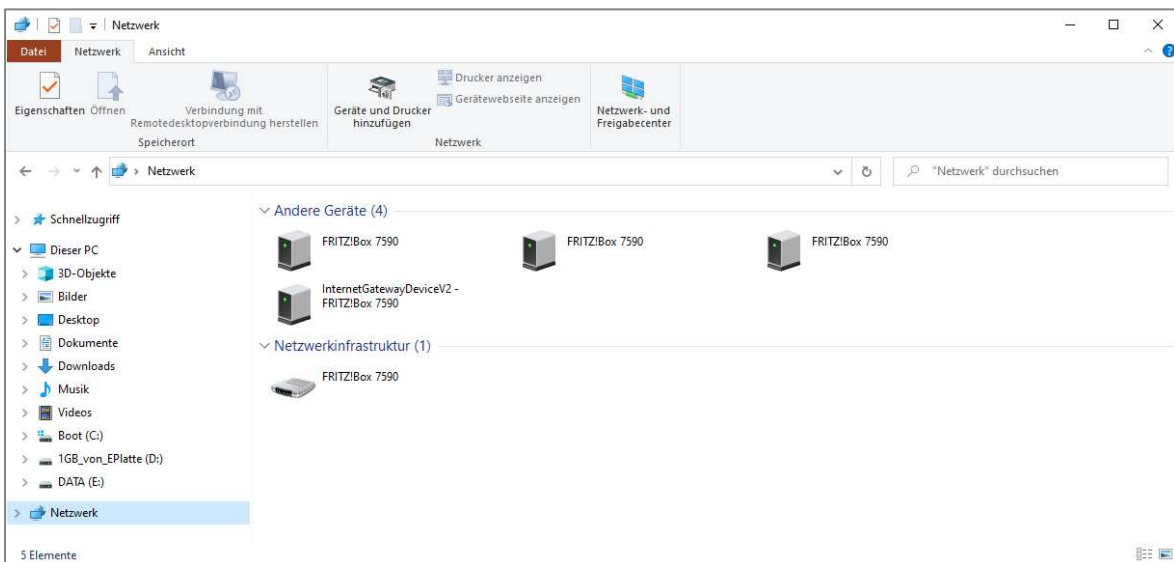 Netzwerk
Datei Netzwerk Ansicht
Eigenschaften Öffnen Verbindung mit Remotedesktopverbindung herstellen
Speicherort
Geräte und Drucker hinzufügen
Drucker anzeigen
Gerätewebseite anzeigen
Netzwerk
Netzwerk- und Freigabecenter
Netzwerk
"Netzwerk" durchsuchen
Schnellzugriff
Dieser PC
3D-Objekte
Bilder
Desktop
Dokumente
Downloads
Musik
Videos
Boot (C:)
1GB_von_EPlatte (D:)
DATA (E:)
Netzwerk
Andere Geräte (4)
FRITZ!Box 7590 FRITZ!Box 7590 FRITZ!Box 7590
InternetGatewayDeviceV2 -
FRITZ!Box 7590
Netzwerkinfrastruktur (1)
FRITZ!Box 7590
5 Elemente